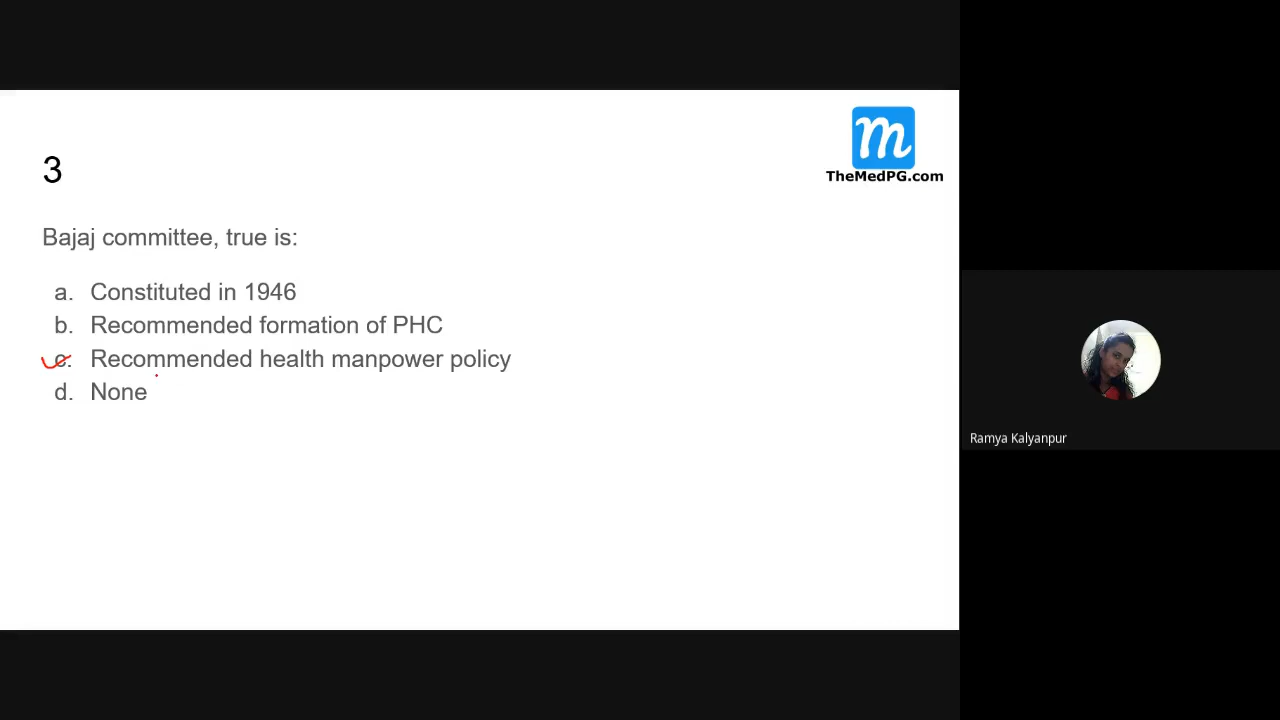 m
TheMedPG.com
3
Bajaj committee, true is:
a. Constituted in 1946
b. Recommended formation of PHC
c. Recommended health manpower policy
d. None
Ramya Kalyanpur